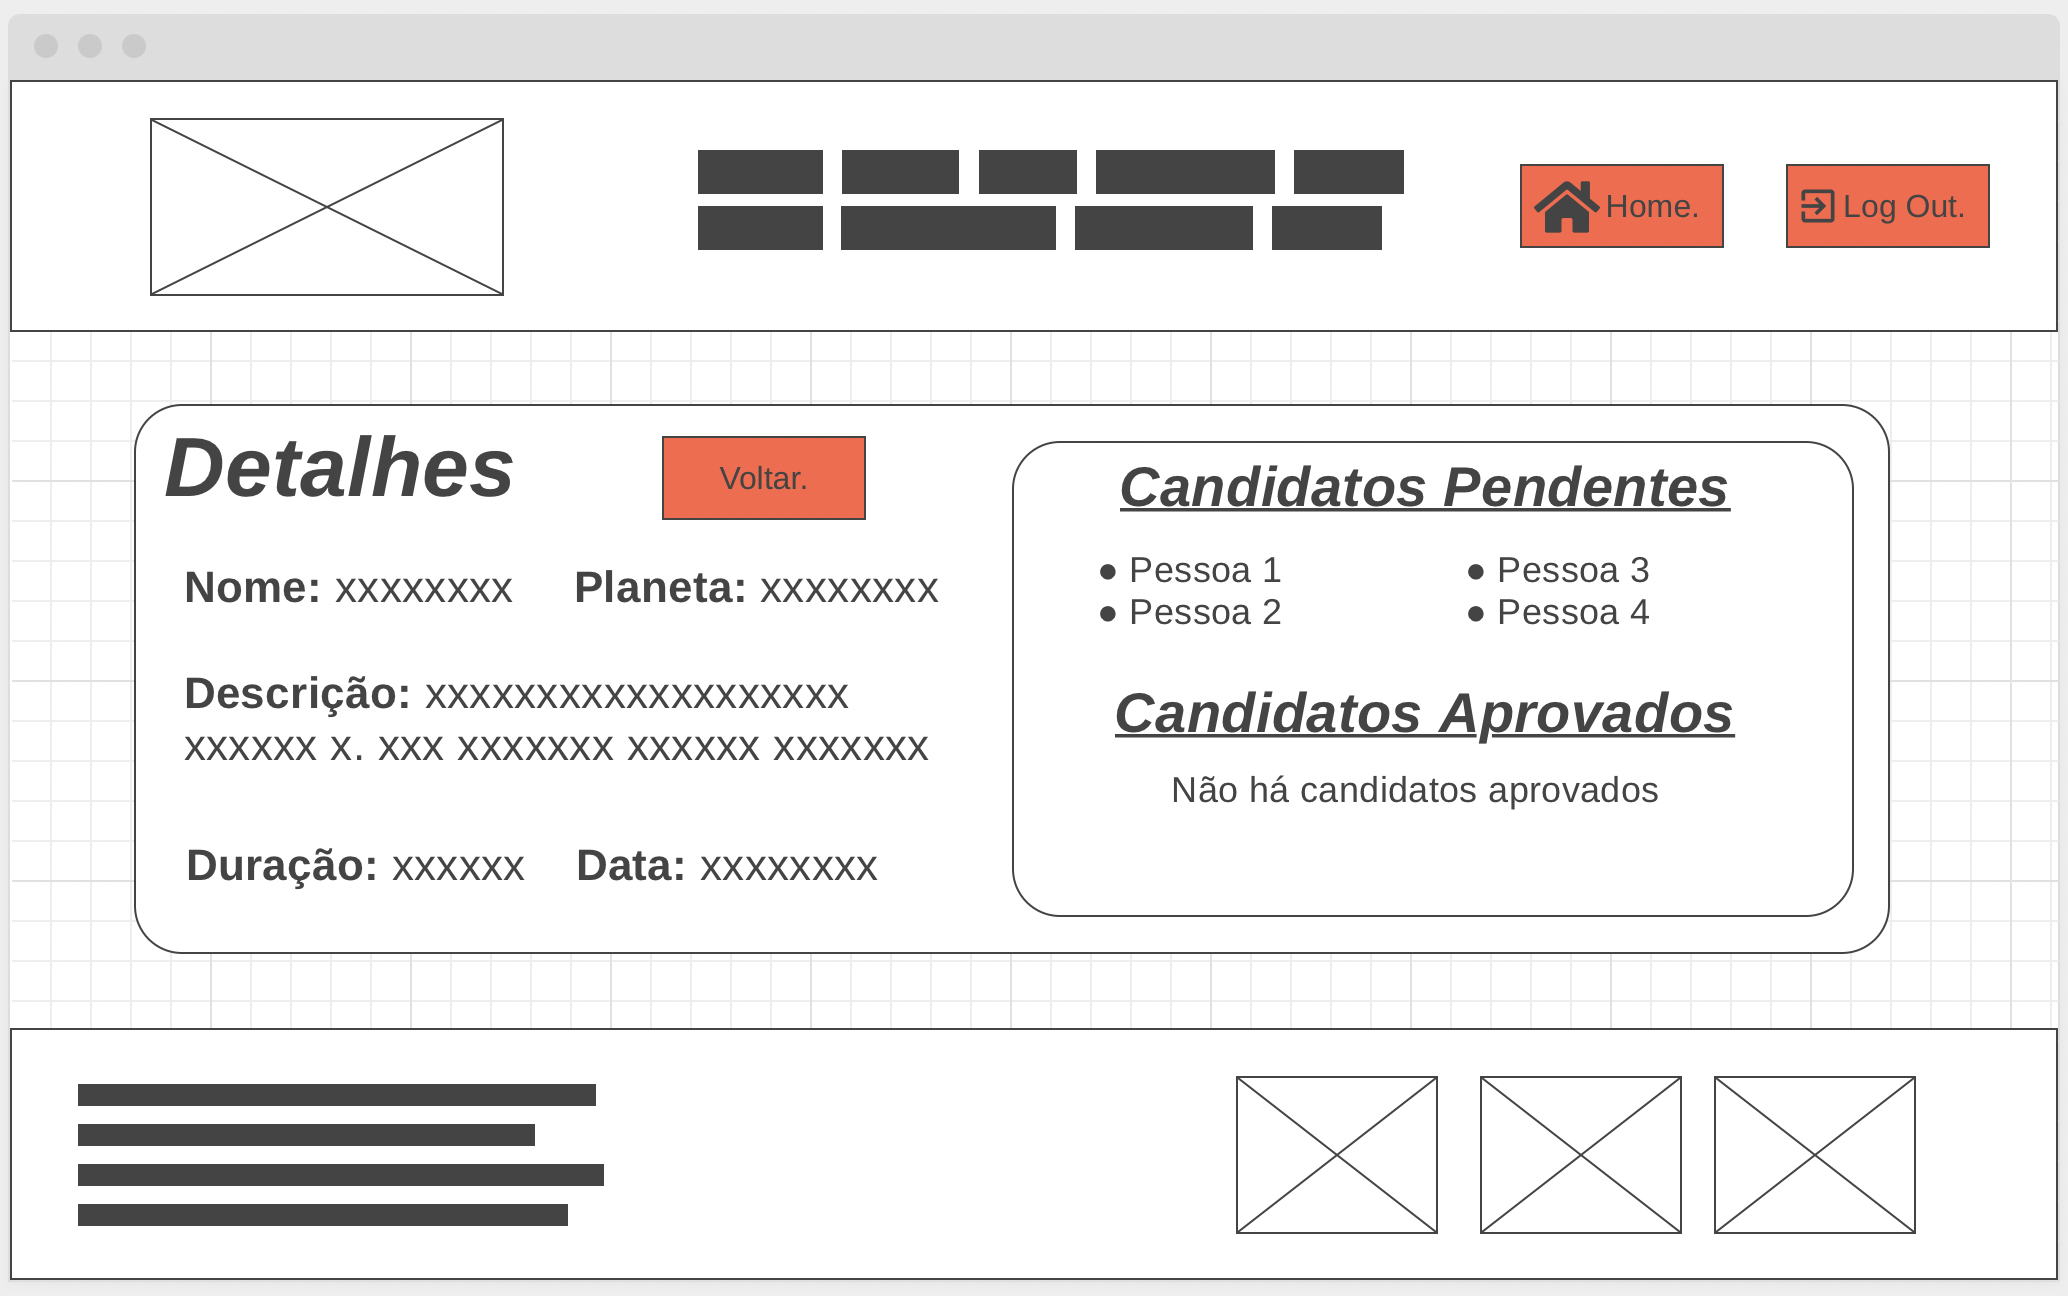 Home.
Log Out.
Detalhes
Voltar.
Nome: xxxxxxxx Planeta: xxxxxxxx
Descrição: xxxxxxxxxxxxxxxxxxx
xxxxxx x. xxx xxxxxxx xxxxxx xxxxxxx
Duração: xxxxxx Data: xxxxxxxx
Candidatos Pendentes
● Pessoa 1
● Pessoa 2
● Pessoa 3
● Pessoa 4
Candidatos Aprovados
Não há candidatos aprovados